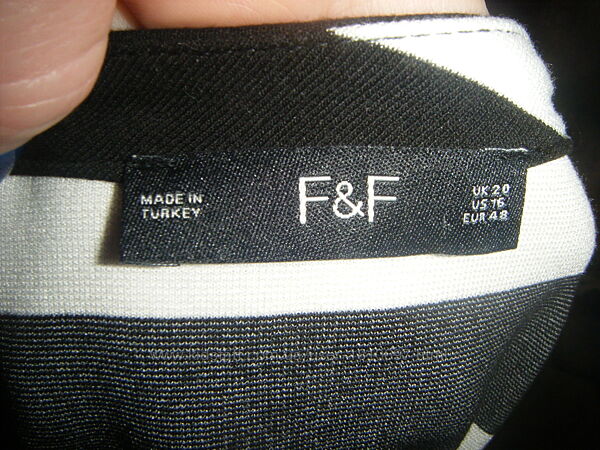 MADE IN
TURKEY
F&F
UK 20
US 16
EUR 48